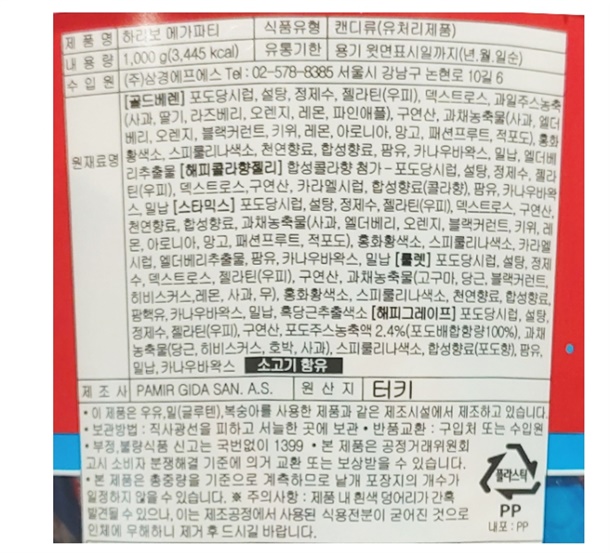 제 품 명 하리보 메가파티 식품유형 캔디류(유처리제품)
내 용 량 1,000 g(3,445 kcal) 유통기한 용기 윗면표시일까지(년,월,일순)
수 입 원 (주)삼경에프에스 Tel : 02-578-8385 서울시 강남구 논현로 10길 6
원재료명 [골드베렌] 포도당시럽, 설탕, 정제수, 젤라틴(우피), 덱스트로스, 과일주스농축
(사과, 딸기, 라즈베리, 오렌지, 레몬, 파인애플), 구연산, 과채농축물(사과, 엘더
베리, 오렌지, 블랙커런트, 키위, 레몬, 아로니아, 망고, 패션프루트, 적포도), 홍화
황색소, 스피룰리나색소, 천연향료, 합성향료, 팜유, 카나우바왁스, 밀납, 엘더베
리추출물 [해피콜라향젤리] 합성콜라향 첨가 - 포도당시럽, 설탕, 정제수, 젤라
틴(우피), 덱스트로스, 구연산, 카라멜시럽, 합성향료(콜라향), 팜유, 카나우바왁
스, 밀납 [스타믹스] 포도당시럽, 설탕, 정제수, 젤라틴(우피), 덱스트로스, 구연산,
천연향료, 합성향료, 과채농축물(사과, 엘더베리, 오렌지, 블랙커런트, 키위, 레
몬, 아로니아, 망고, 패션프루트, 적포도), 홍화황색소, 스피룰리나색소, 카라멜
시럽, 엘더베리추출물, 팜유, 카나우바왁스, 밀납 [룰렛] 포도당시럽, 설탕, 정제
수, 덱스트로스, 젤라틴(우피), 구연산, 과채농축물(고구마, 당근, 블랙커런트,
히비스커스, 레몬, 사과, 무), 홍화황색소, 스피룰리나색소, 천연향료, 합성향료,
팜핵유, 카나우바왁스, 밀납, 흑당근추출색소 [해피그레이프] 포도당시럽, 설탕,
정제수, 젤라틴(우피), 구연산, 포도주스농축액 2.4%(포도배합함량100%), 과채
농축물(당근, 히비스커스, 호박, 사과), 스피룰리나색소, 합성향료(포도향), 팜유,
밀납, 카나우바왁스 소고기 함유
제 조 사 PAMIR GIDA SAN. A.S. 원 산 지 터키
• 이 제품은 우유,밀(글루텐),복숭아를 사용한 제품과 같은 제조시설에서 제조하고 있습니다.
• 보관방법 : 직사광선을 피하고 서늘한 곳에 보관 • 반품교환 : 구입처 또는 수입원
• 부정,불량식품 신고는 국번없이 1399 • 본 제품은 공정거래위원회
고시 소비자 분쟁해결 기준에 의거 교환 또는 보상받을 수 있습니다.
• 본 제품은 총중량을 기준으로 계측하므로 낱개 포장지의 개수가
일정하지 않을 수 있습니다. ※ 주의사항 : 제품 내 흰색 덩어리가 간혹
발견될 수 있으나, 이는 제조공정에서 사용된 식용전분이 굳어진 것으로
인체에 무해하니 제거 후 드시길 바랍니다.
플라스틱
PP
내포 : PP